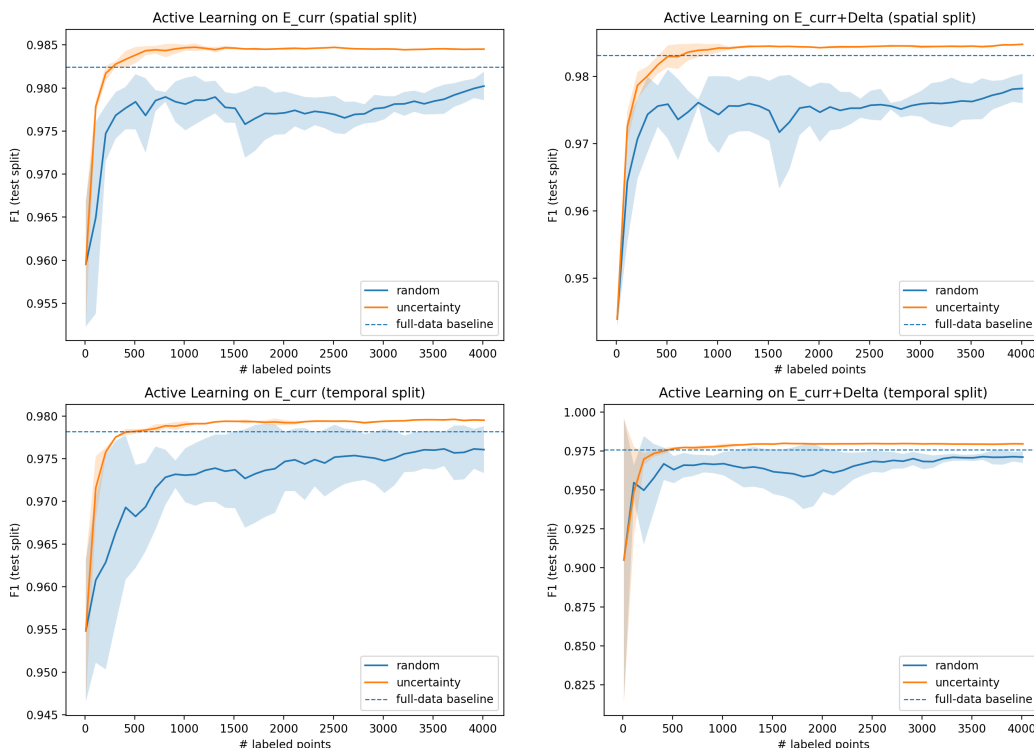 Active Learning on E_curr (spatial split)
F1 (test split)
0.985
0.980
0.975
0.970
0.965
0.960
0.955
random
uncertainty
full-data baseline
0 500 1000 1500 2000 2500 3000 3500 4000
# labeled points
Active Learning on E_curr+Delta (spatial split)
F1 (test split)
0.98
0.97
0.96
0.95
random
uncertainty
full-data baseline
0 500 1000 1500 2000 2500 3000 3500 4000
# labeled points
Active Learning on E_curr (temporal split)
F1 (test split)
0.980
0.975
0.970
0.965
0.960
0.955
0.950
0.945
random
uncertainty
full-data baseline
0 500 1000 1500 2000 2500 3000 3500 4000
# labeled points
Active Learning on E_curr+Delta (temporal split)
F1 (test split)
1.000
0.975
0.950
0.925
0.900
0.875
0.850
0.825
random
uncertainty
full-data baseline
0 500 1000 1500 2000 2500 3000 3500 4000
# labeled points